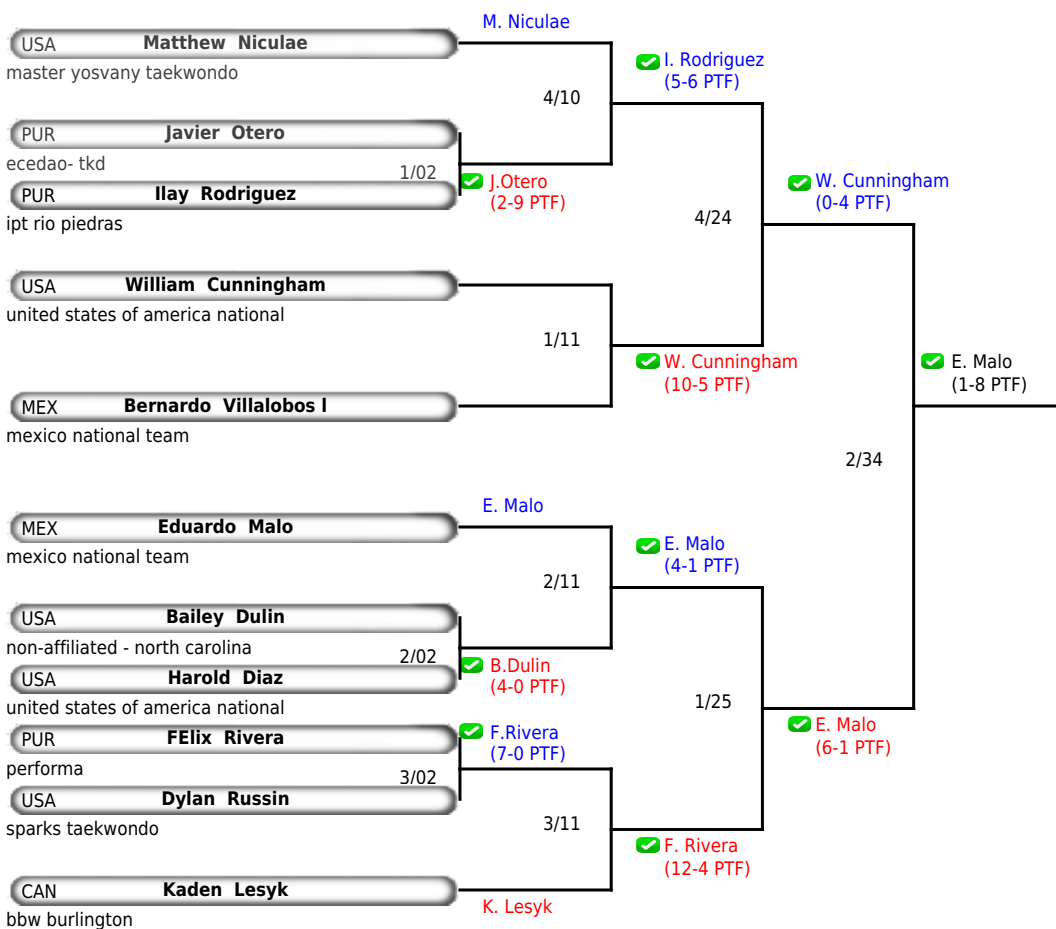 M. Niculae
USA Matthew Niculae
master yosvany taekwondo
I. Rodriguez
(5-6 PTF)
4/10
PUR Javier Otero
ecedao- tkd
1/02
PUR Ilay Rodriguez
ipt rio piedras
J.Otero
(2-9 PTF)
W. Cunningham
(0-4 PTF)
4/24
USA William Cunningham
united states of america national
1/11
W. Cunningham
(10-5 PTF)
E. Malo
(1-8 PTF)
MEX Bernardo Villalobos l
mexico national team
2/34
E. Malo
MEX Eduardo Malo
mexico national team
E. Malo
(4-1 PTF)
2/11
USA Bailey Dulin
non-affiliated - north carolina
2/02
USA Harold Diaz
united states of america national
B.Dulin
(4-0 PTF)
1/25
PUR FElix Rivera
performa
F.Rivera
(7-0 PTF)
E. Malo
(6-1 PTF)
3/02
USA Dylan Russin
sparks taekwondo
3/11
F. Rivera
(12-4 PTF)
CAN Kaden Lesyk
bbw burlington
K. Lesyk